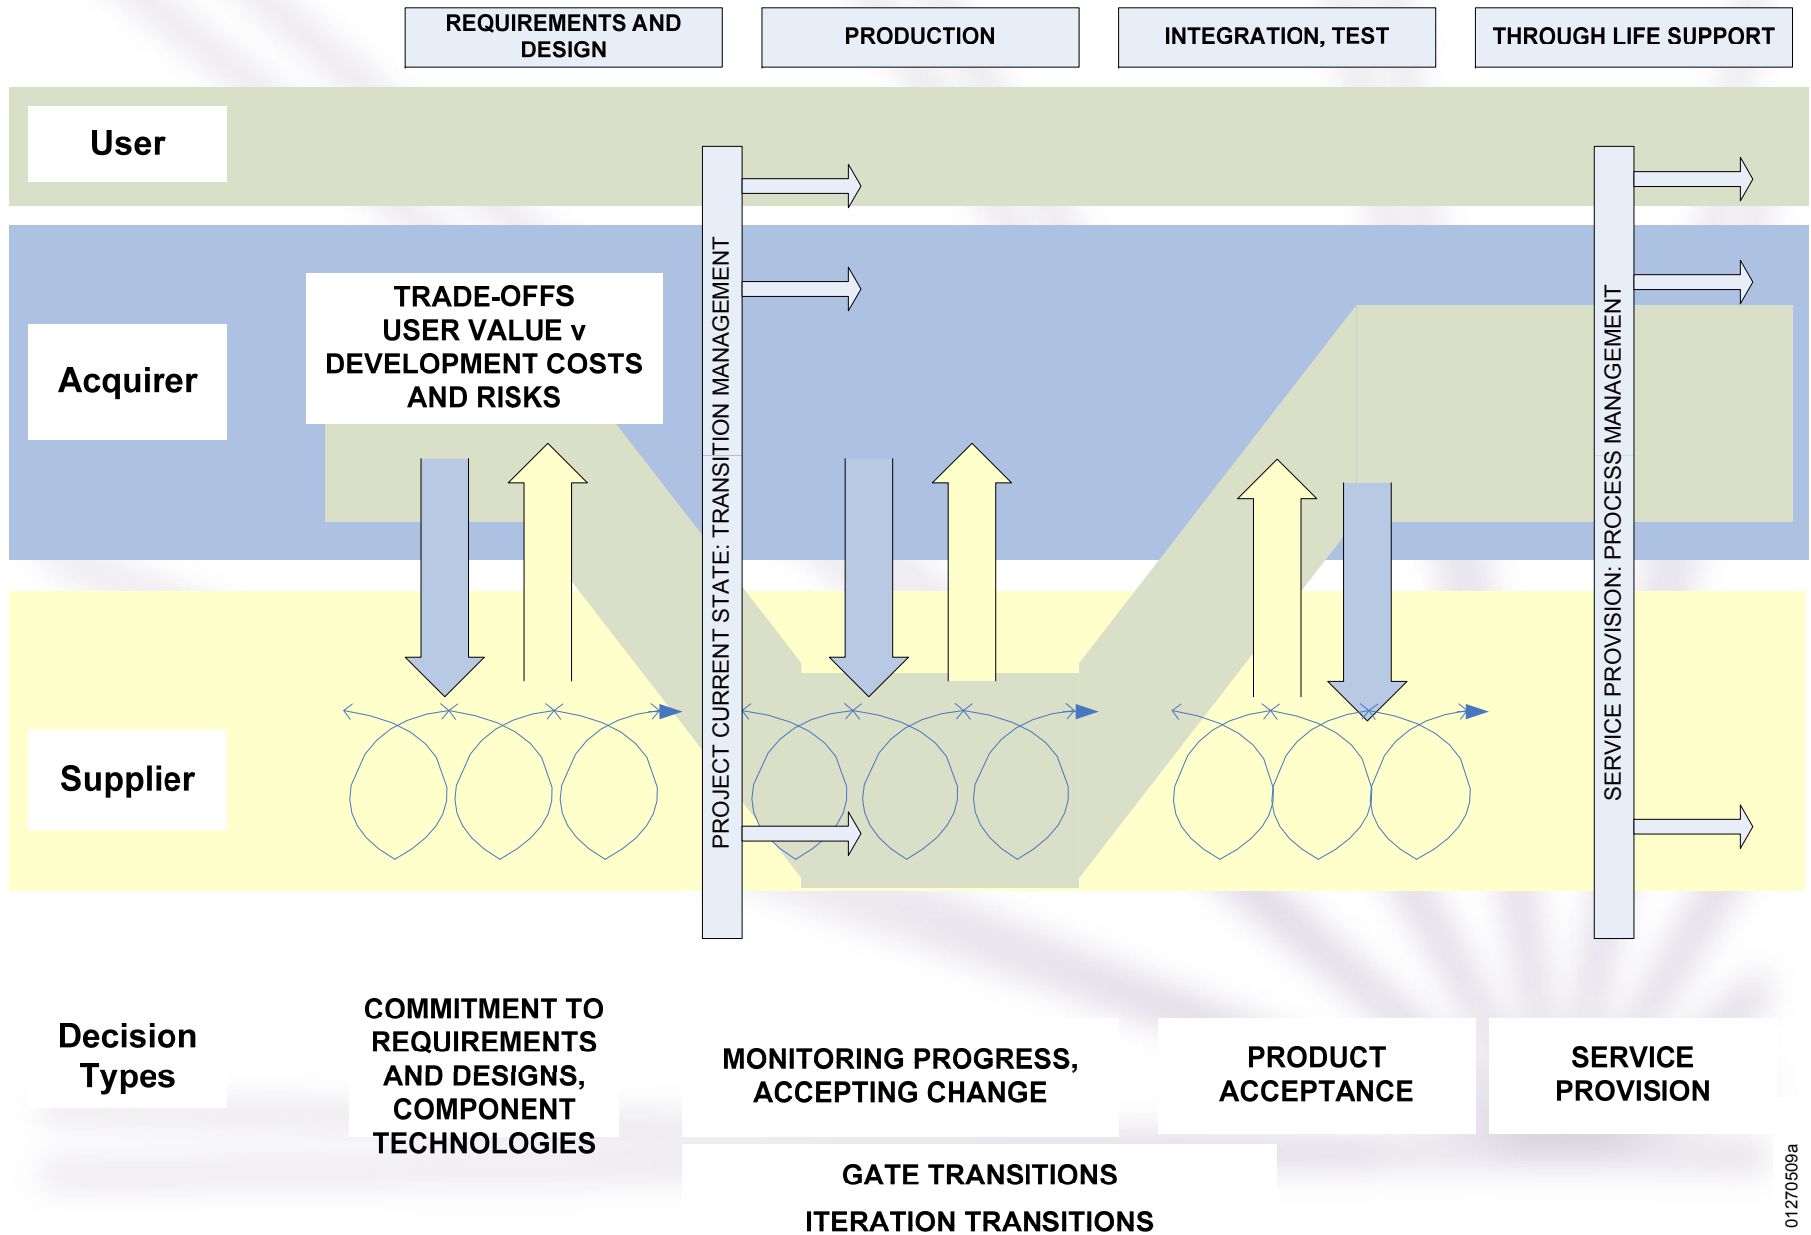 REQUIREMENTS AND
DESIGN
PRODUCTION
INTEGRATION, TEST
THROUGH LIFE SUPPORT
User
Acquirer
TRADE-OFFS
USER VALUE v
DEVELOPMENT COSTS
AND RISKS
PROJECT CURRENT STATE: TRANSITION MANAGEMENT
SERVICE PROVISION: PROCESS MANAGEMENT
Supplier
Decision
Types
COMMITMENT TO
REQUIREMENTS
AND DESIGNS,
COMPONENT
TECHNOLOGIES
MONITORING PROGRESS,
ACCEPTING CHANGE
PRODUCT
ACCEPTANCE
SERVICE
PROVISION
GATE TRANSITIONS
ITERATION TRANSITIONS
01270509a